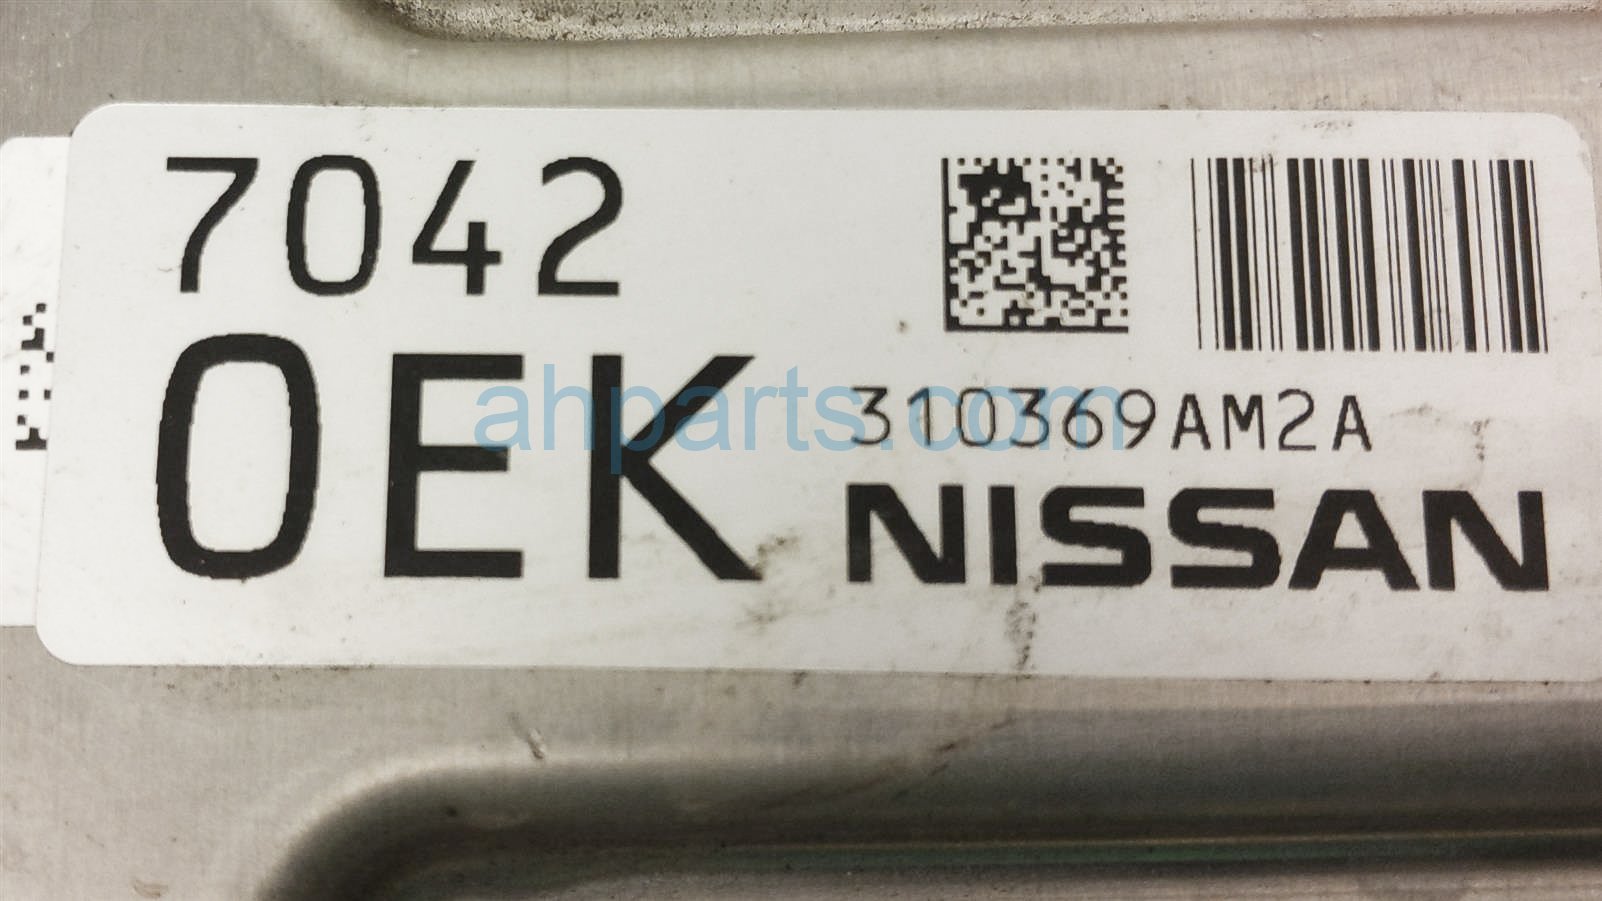 7042
0EK
310369AM2A
NISSAN
ahparts.com